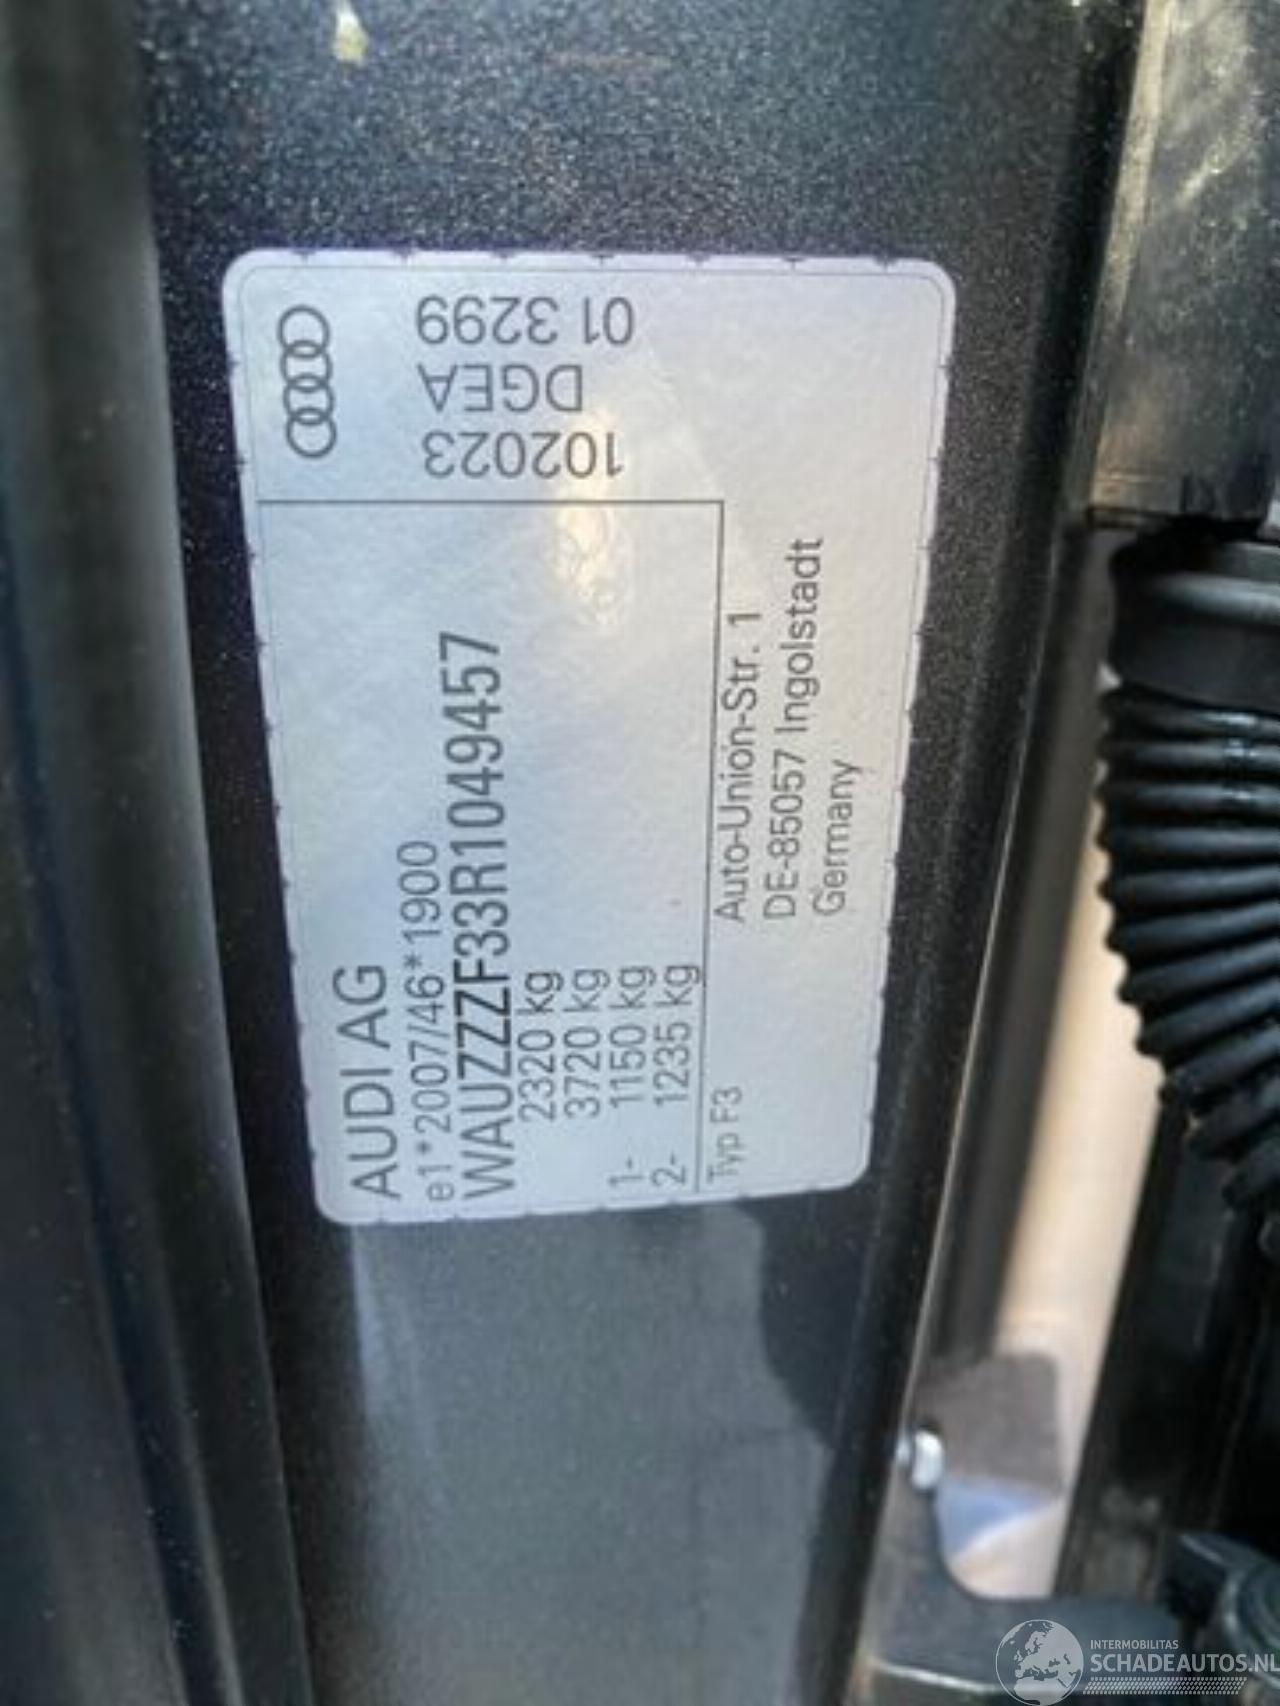 AUDI AG
e1*2007/46*1900
WAUZZZF33R1049457
2320 kg
3720 kg
1- 1150 kg
2- 1235 kg
Typ F3
Auto-Union-Str. 1
DE-85057 Ingolstadt
Germany
01 3299
DGEA
102023
INTERMOBILITAS
SCHADEAUTOS.NL